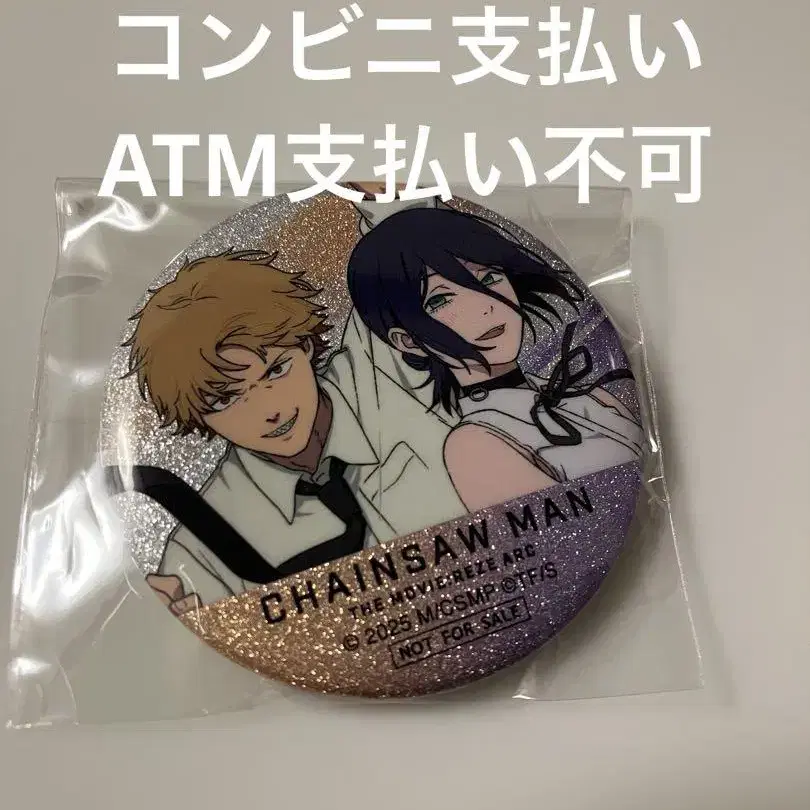 コンビニ支払い
ATM支払い不可
CHAINSAW MAN
THE MOVIE:REZE ARC
© 2025 M/CSMP ©TF/S
NOT FOR SALE